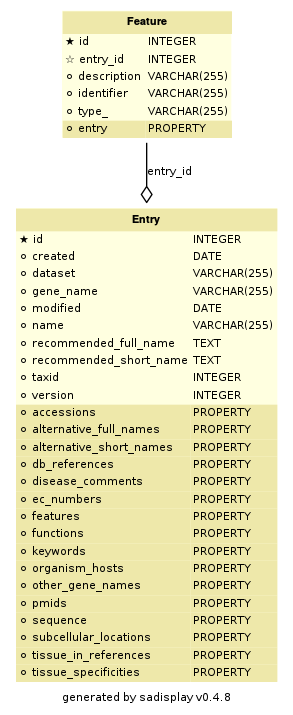 Feature
★ id INTEGER
☆ entry_id INTEGER
⚬ description VARCHAR(255)
⚬ identifier VARCHAR(255)
⚬ type_ VARCHAR(255)
⚬ entry PROPERTY
entry_id
Entry
★ id INTEGER
⚬ created DATE
⚬ dataset VARCHAR(255)
⚬ gene_name VARCHAR(255)
⚬ modified DATE
⚬ name VARCHAR(255)
⚬ recommended_full_name TEXT
⚬ recommended_short_name TEXT
⚬ taxid INTEGER
⚬ version INTEGER
⚬ accessions PROPERTY
⚬ alternative_full_names PROPERTY
⚬ alternative_short_names PROPERTY
⚬ db_references PROPERTY
⚬ disease_comments PROPERTY
⚬ ec_numbers PROPERTY
⚬ features PROPERTY
⚬ functions PROPERTY
⚬ keywords PROPERTY
⚬ organism_hosts PROPERTY
⚬ other_gene_names PROPERTY
⚬ pmids PROPERTY
⚬ sequence PROPERTY
⚬ subcellular_locations PROPERTY
⚬ tissue_in_references PROPERTY
⚬ tissue_specificities PROPERTY
generated by sadisplay v0.4.8